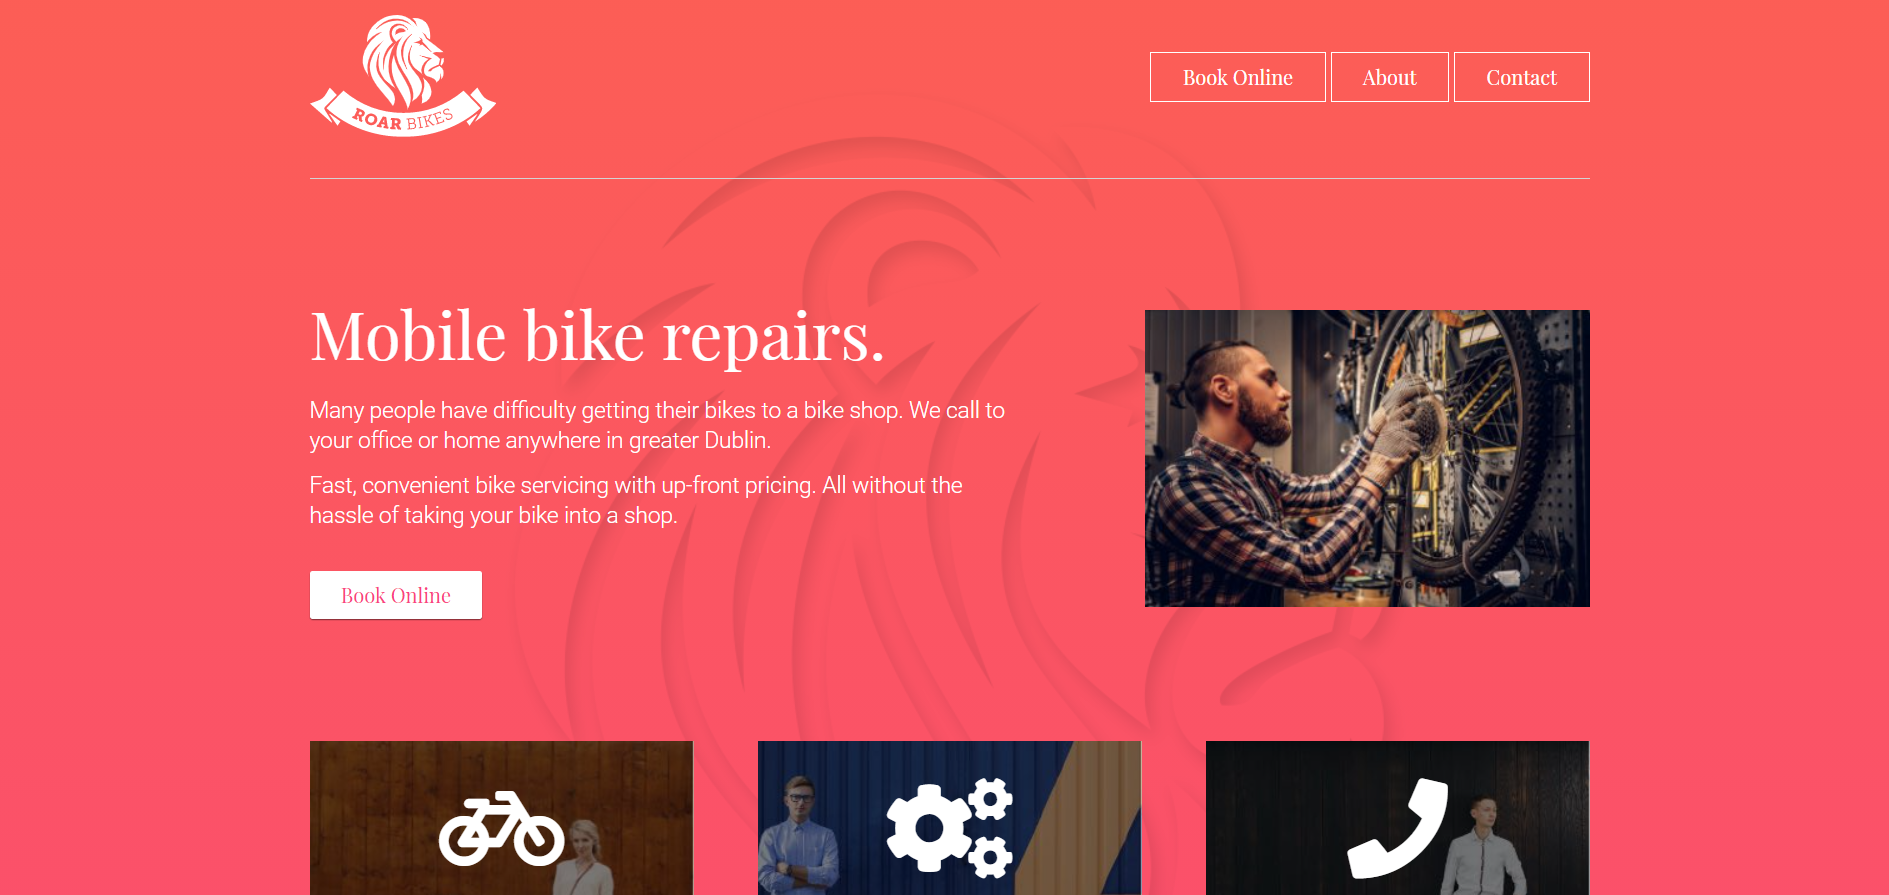 ROAR BIKES
Book Online
About
Contact
Mobile bike repairs.
Many people have difficulty getting their bikes to a bike shop. We call to
your office or home anywhere in greater Dublin.
Fast, convenient bike servicing with up-front pricing. All without the
hassle of taking your bike into a shop.
Book Online